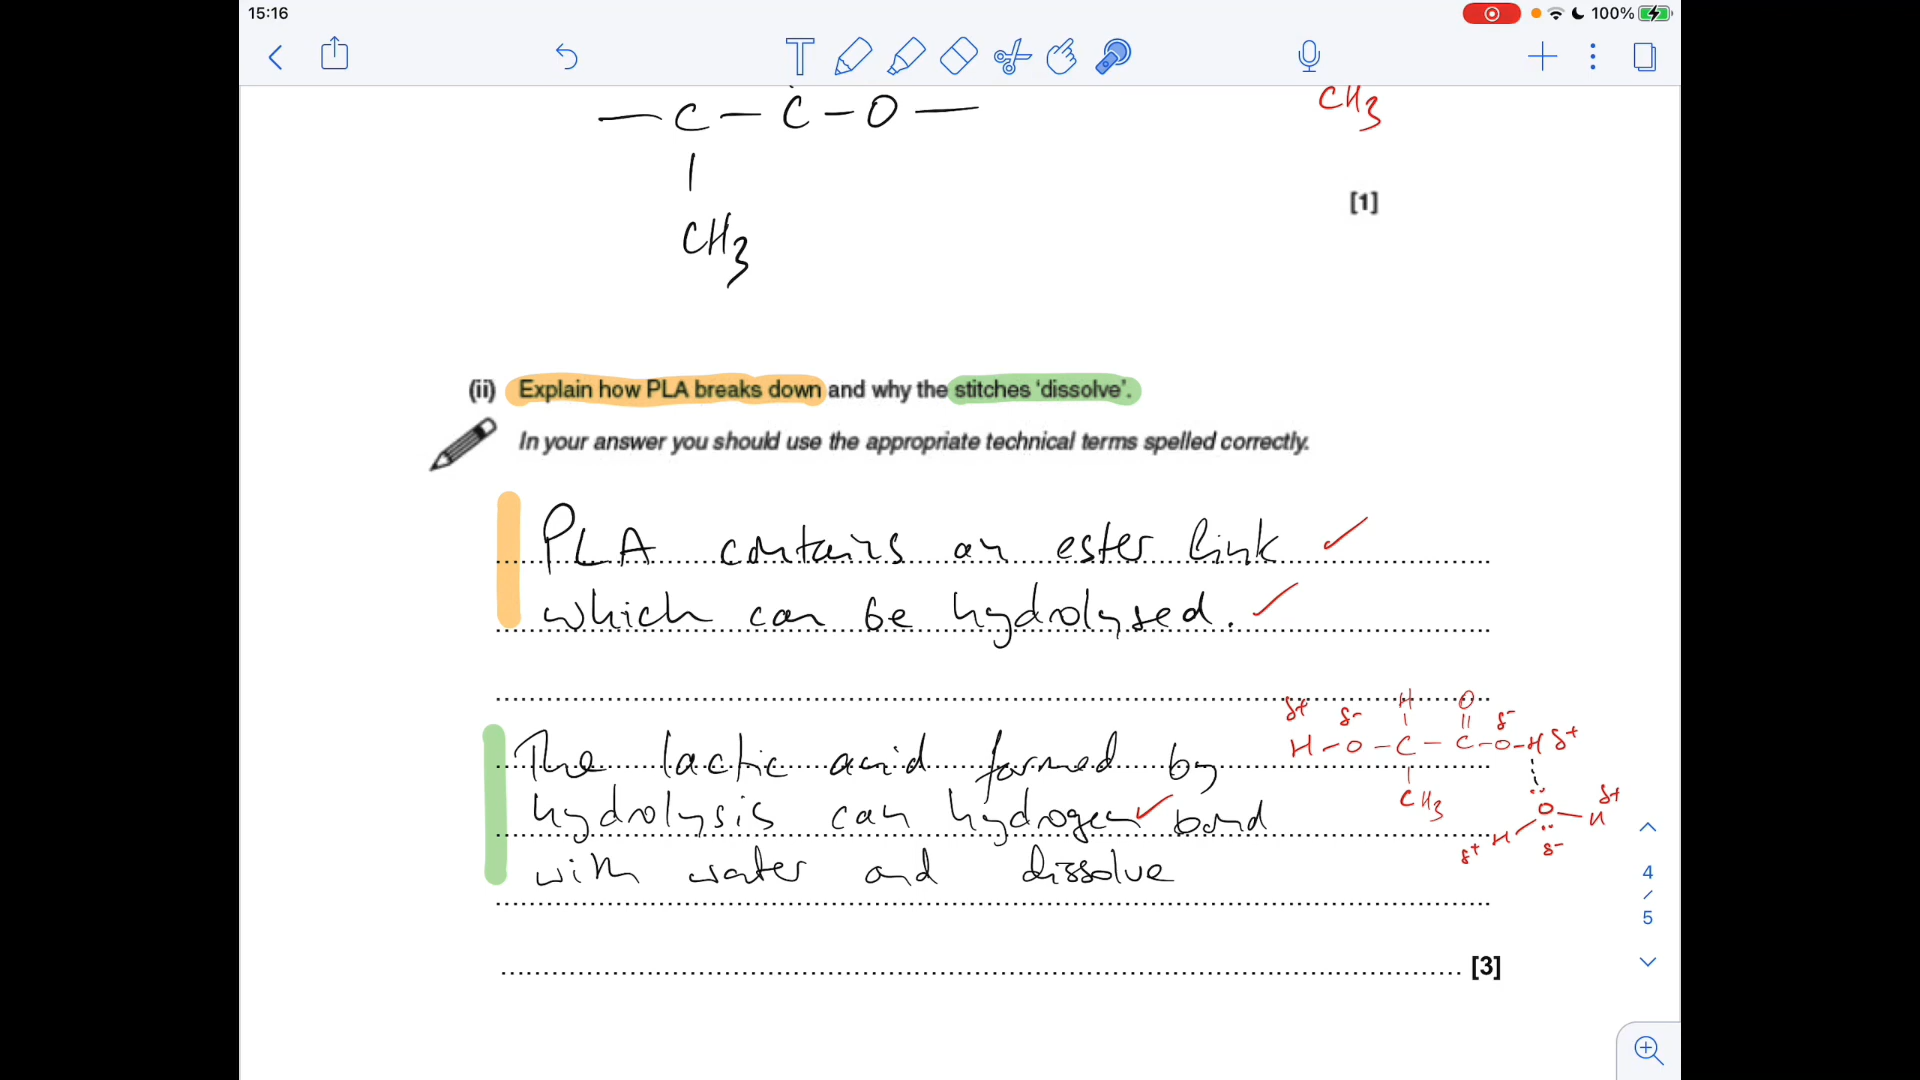 15:16
100%
T
CH3
— C — C — O —
|
CH3
[1]
(ii) Explain how PLA breaks down and why the stitches ‘dissolve’.
In your answer you should use the appropriate technical terms spelled correctly.
PLA contains an ester link ✓
which can be hydrolysed. ✓
H O
δ+ δ- | || δ-
H – O – C – C – O – H δ+
The lactic acid formed by
| 
CH3 O – H δ+
hydrolysis can hydrogen ✓ bond
δ+ H δ-
with water and dissolve
4
/
5
[3]